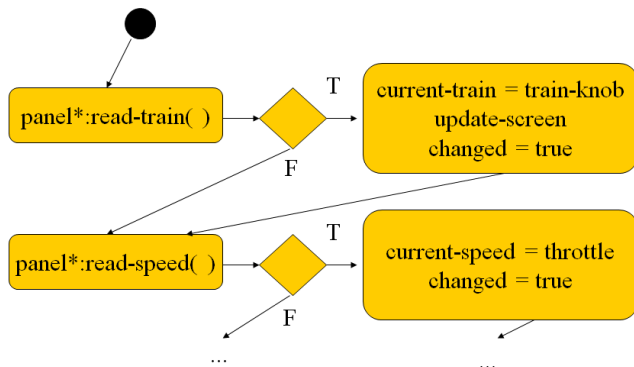 T
panel*:read-train( )
current-train = train-knob
update-screen
changed = true
F
T
panel*:read-speed( )
current-speed = throttle
changed = true
F
...
...